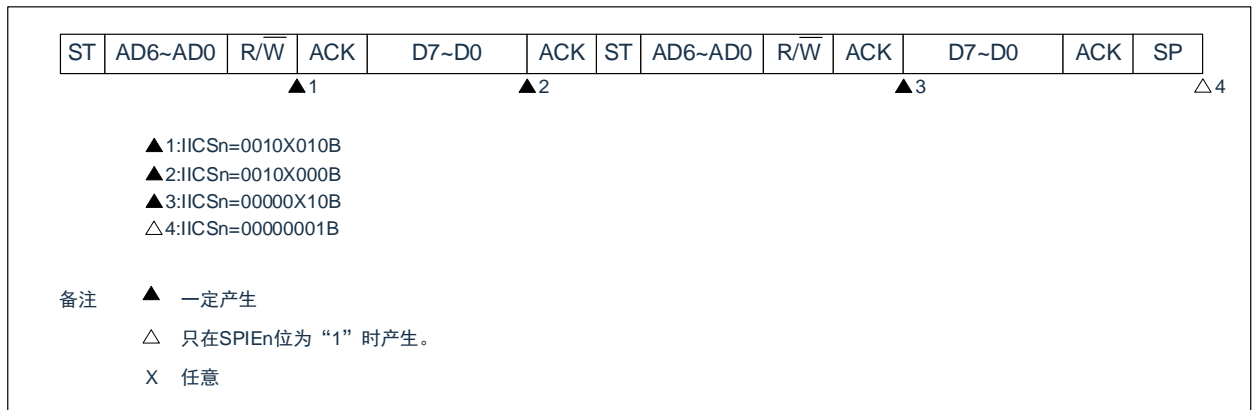 ST AD6~AD0 R/W ACK D7~D0 ACK ST AD6~AD0 R/W ACK D7~D0 ACK SP
▲1 ▲2 ▲3 △4
▲1:IICSn=0010X010B
▲2:IICSn=0010X000B
▲3:IICSn=00000X10B
△4:IICSn=00000001B
备注 ▲ 一定产生
△ 只在SPIEn位为“1”时产生。
X 任意